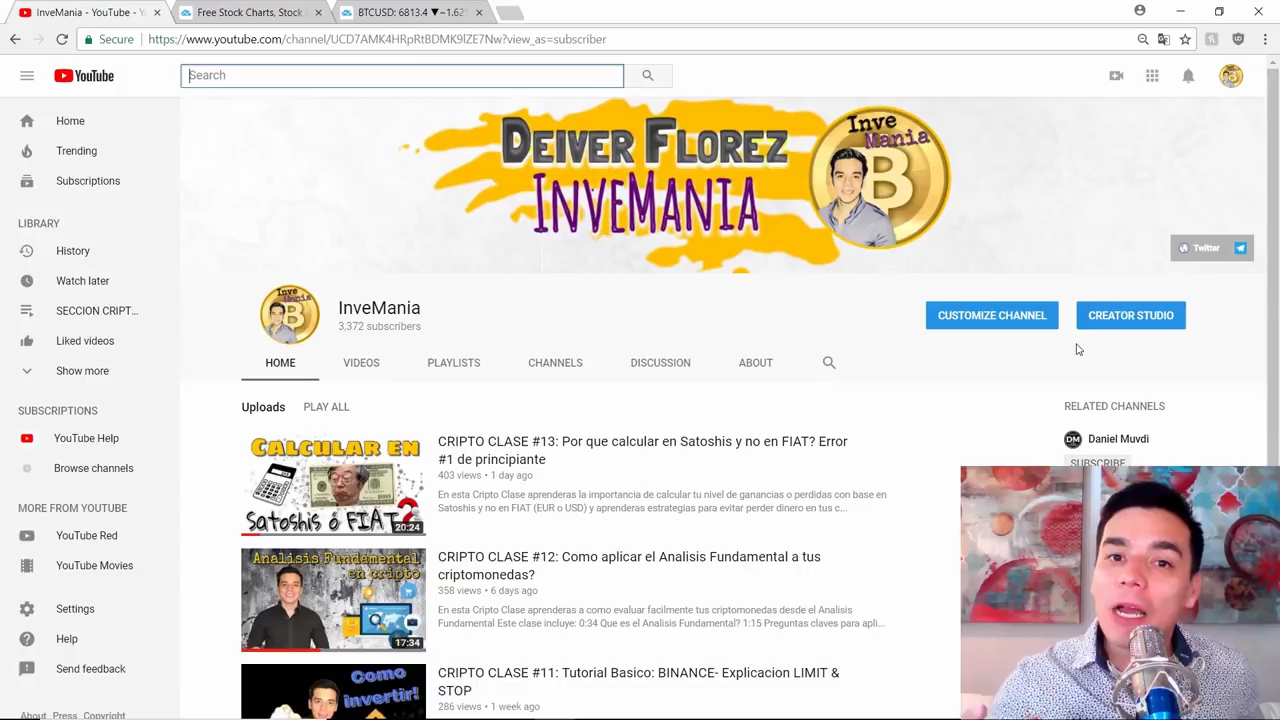 InveMania - YouTube - Y
Free Stock Charts, Stock
BTCUSD: 6813.4 ▼−1.62
Secure
https://www.youtube.com/channel/UCD7AMK4HRpRtBDMK9lZE7Nw?view_as=subscriber
YouTube
Search
Home
Trending
Subscriptions
LIBRARY
History
Watch later
SECCION CRIPT...
Liked videos
Show more
SUBSCRIPTIONS
YouTube Help
Browse channels
MORE FROM YOUTUBE
YouTube Red
YouTube Movies
Settings
Help
Send feedback
About Press Copyright
DEIVER FLOREZ
INVEMANIA
Inve
Mania
Twitter
Inve
Mania
InveMania
3,372 subscribers
CUSTOMIZE CHANNEL
CREATOR STUDIO
HOME
VIDEOS
PLAYLISTS
CHANNELS
DISCUSSION
ABOUT
Uploads
PLAY ALL
CALCULAR EN
Satoshis ó FIAT?
20:24
CRIPTO CLASE #13: Por que calcular en Satoshis y no en FIAT? Error
#1 de principiante
403 views • 1 day ago
En esta Cripto Clase aprenderas la importancia de calcular tu nivel de ganancias o perdidas con base en
Satoshis y no en FIAT (EUR o USD) y aprenderas estrategias para evitar perder dinero en tus c...
Analisis Fundamental
en cripto
17:34
CRIPTO CLASE #12: Como aplicar el Analisis Fundamental a tus
criptomonedas?
358 views • 6 days ago
En esta Cripto Clase aprenderas a como evaluar facilmente tus criptomonedas desde el Analisis
Fundamental Este clase incluye: 0:34 Que es el Analisis Fundamental? 1:15 Preguntas claves para apli...
Como
invertir!
CRIPTO CLASE #11: Tutorial Basico: BINANCE- Explicacion LIMIT &
STOP
286 views • 1 week ago
RELATED CHANNELS
DM
Daniel Muvdi
SUBSCRIBE